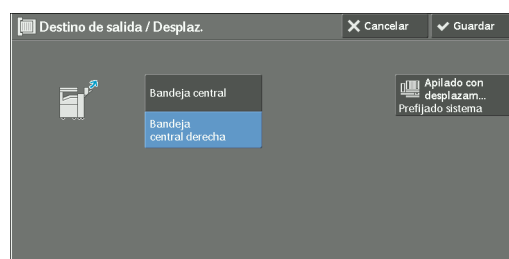 Destino de salida / Desplaz.
Cancelar
Guardar
Bandeja central
Bandeja
central derecha
Apilado con
desplazam...
Prefijado sistema